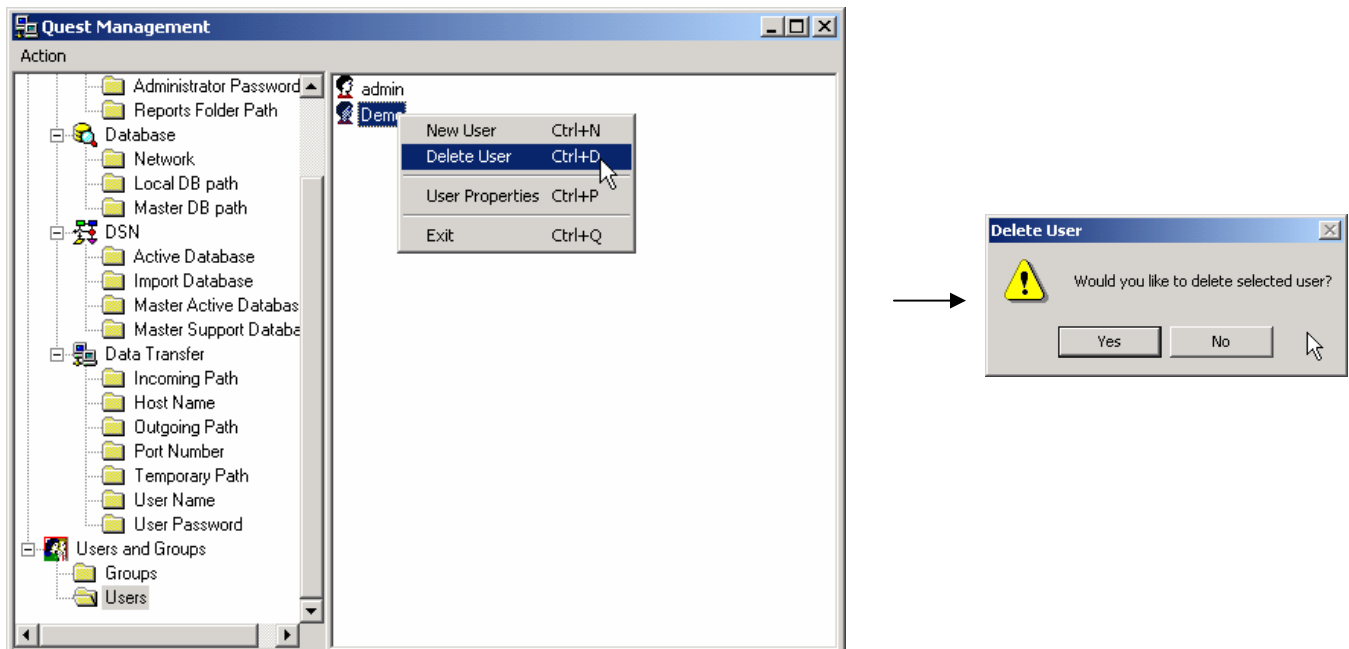 Quest Management
Action
Administrator Password
Reports Folder Path
Database
Network
Local DB path
Master DB path
DSN
Active Database
Import Database
Master Active Databas
Master Support Databa
Data Transfer
Incoming Path
Host Name
Outgoing Path
Port Number
Temporary Path
User Name
User Password
Users and Groups
Groups
Users
admin
Demo
New User Ctrl+N
Delete User Ctrl+D
User Properties Ctrl+P
Exit Ctrl+Q
Delete User
Would you like to delete selected user?
Yes No